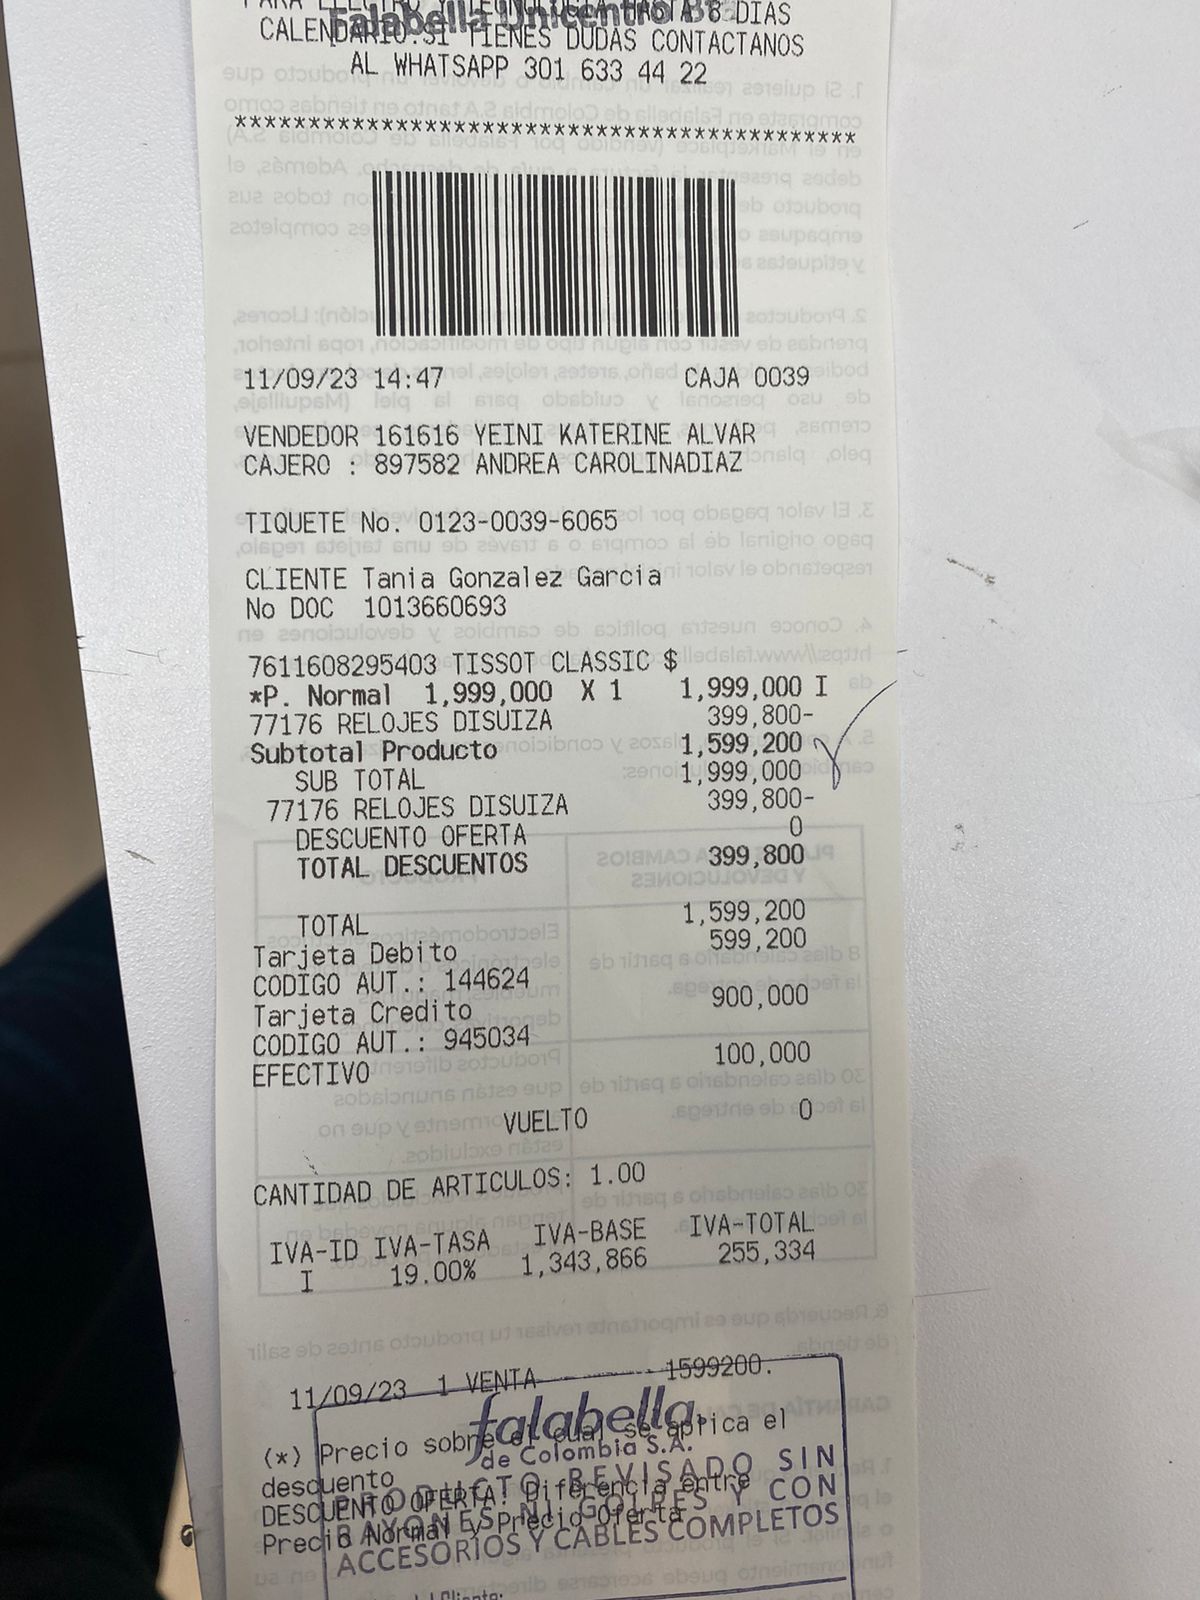 Falabella Unicentro
DIAS
CALENDARIO.SI TIENES DUDAS CONTACTANOS
AL WHATSAPP 301 633 44 22
*******************************************
11/09/23 14:47 CAJA 0039
VENDEDOR 161616 YEINI KATERINE ALVAR
CAJERO : 897582 ANDREA CAROLINADIAZ
TIQUETE No. 0123-0039-6065
CLIENTE Tania Gonzalez Garcia
No DOC 1013660693
7611608295403 TISSOT CLASSIC $
*P. Normal 1,999,000 X 1 1,999,000 I
77176 RELOJES DISUIZA 399,800-
Subtotal Producto 1,599,200
SUB TOTAL 1,999,000
77176 RELOJES DISUIZA 399,800-
DESCUENTO OFERTA 0
TOTAL DESCUENTOS 399,800
TOTAL 1,599,200
Tarjeta Debito 599,200
CODIGO AUT.: 144624
Tarjeta Credito 900,000
CODIGO AUT.: 945034
EFECTIVO 100,000
VUELTO 0
CANTIDAD DE ARTICULOS: 1.00
IVA-ID IVA-TASA IVA-BASE IVA-TOTAL
I 19.00% 1,343,866 255,334
11/09/23 1 VENTA 1599200.
falabella.
de Colombia S.A.
(*) Precio sobre el cual se aplica el
descuento
DESCUENTO OFERTA: Diferencia entre
Precio Normal y Precio Oferta
PRODUCTO REVISADO SIN
RAYONES NI GOLPES Y CON
ACCESORIOS Y CABLES COMPLETOS